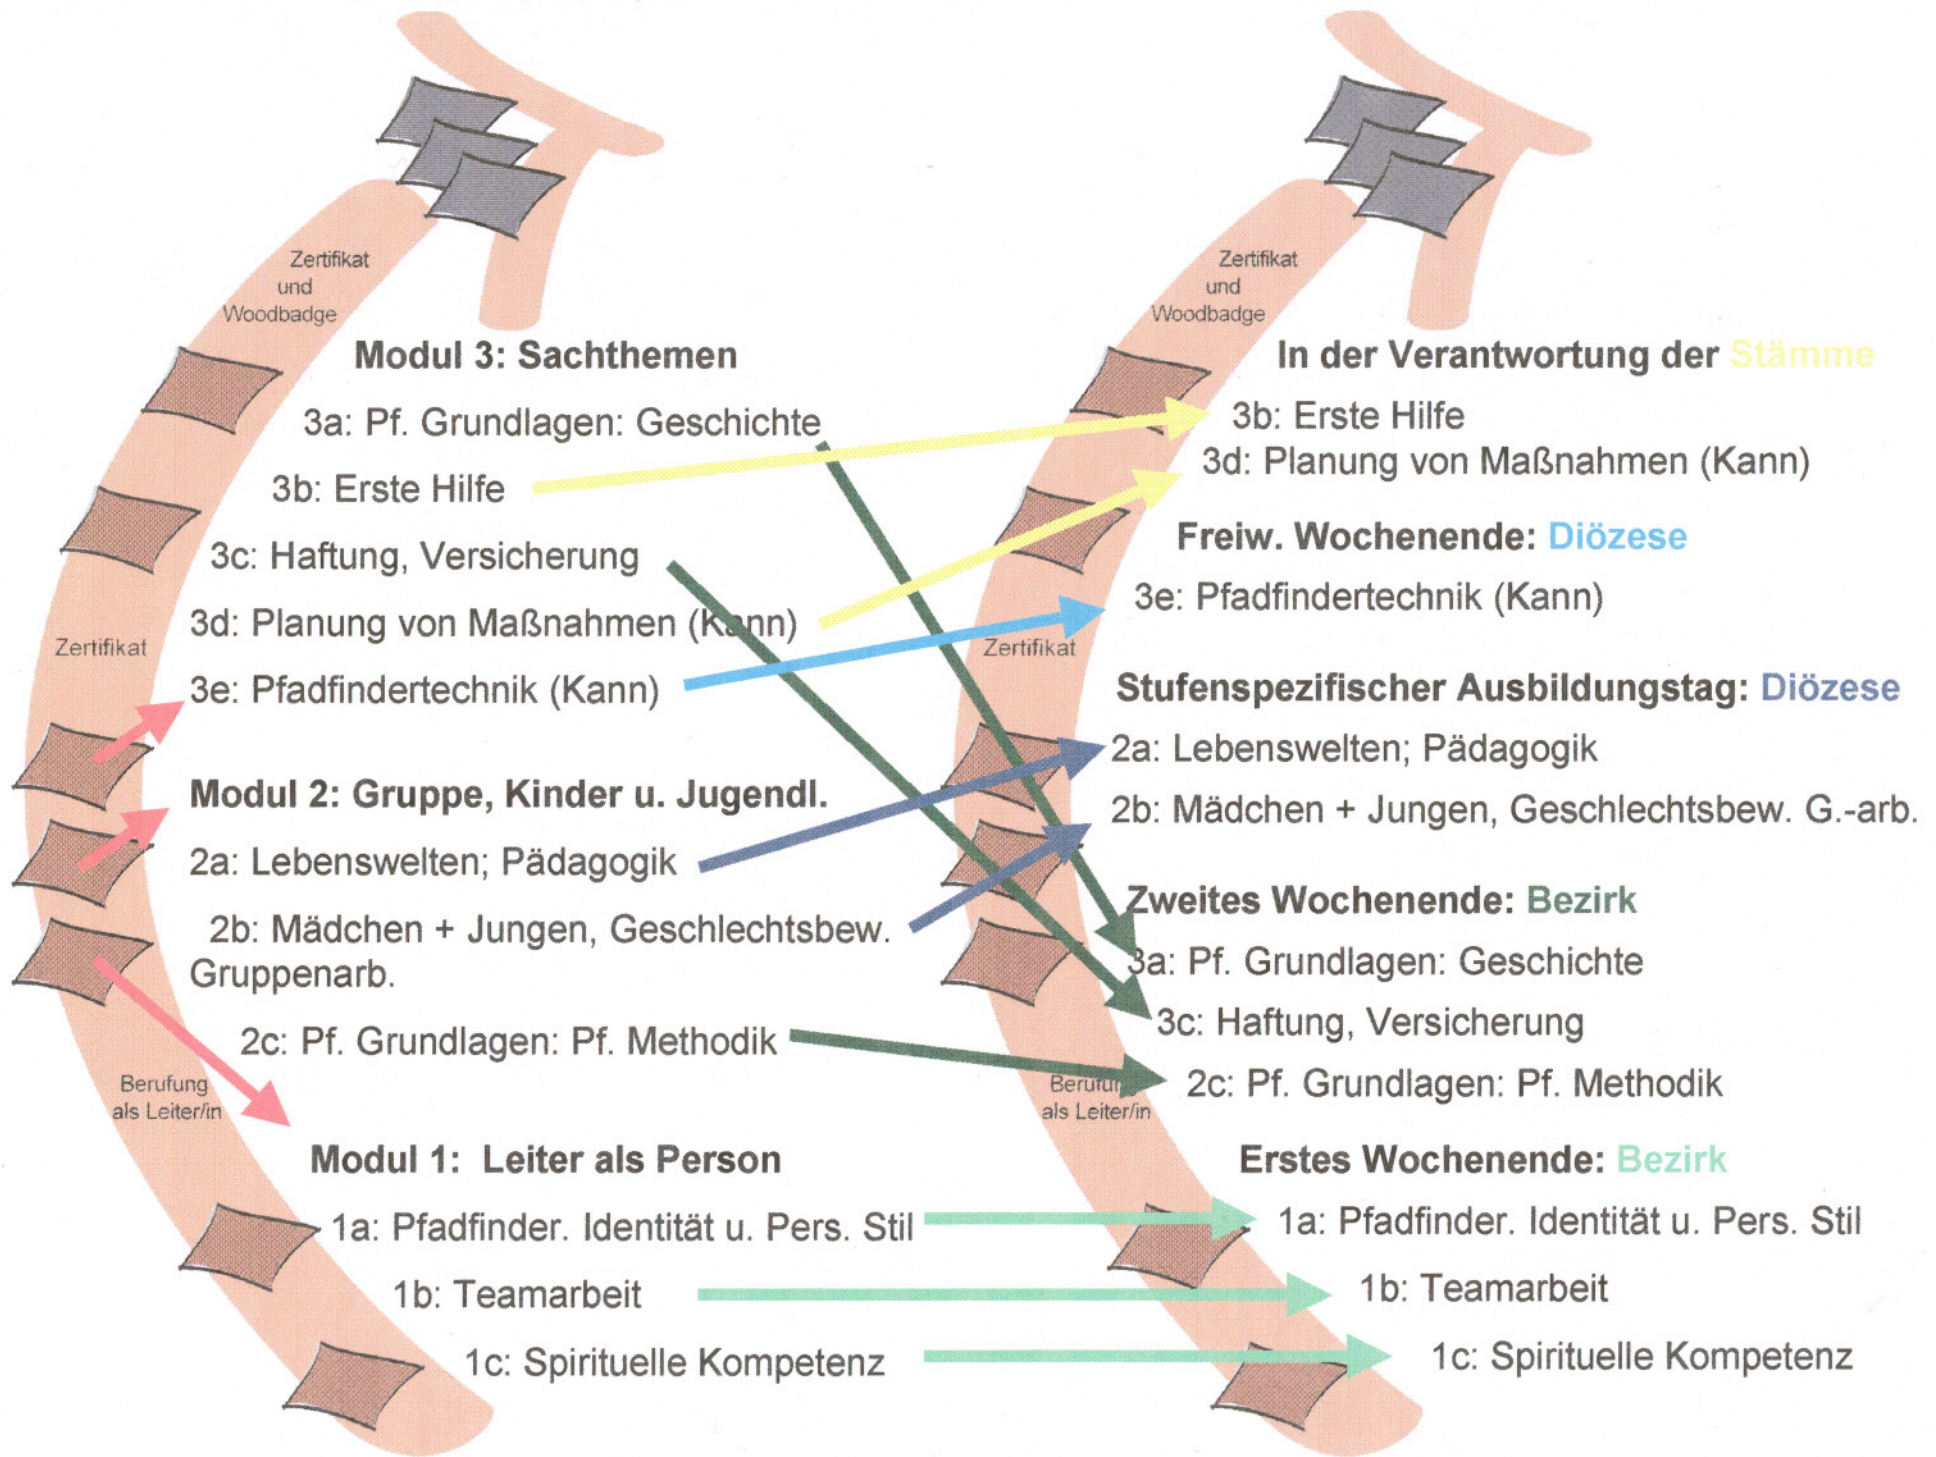 Zertifikat
und
Woodbadge
Modul 3: Sachthemen
3a: Pf. Grundlagen: Geschichte
3b: Erste Hilfe
3c: Haftung, Versicherung
3d: Planung von Maßnahmen (Kann)
Zertifikat
3e: Pfadfindertechnik (Kann)
Modul 2: Gruppe, Kinder u. Jugendl.
2a: Lebenswelten; Pädagogik
2b: Mädchen + Jungen, Geschlechtsbew.
Gruppenarb.
2c: Pf. Grundlagen: Pf. Methodik
Berufung
als Leiter/in
Modul 1: Leiter als Person
1a: Pfadfinder. Identität u. Pers. Stil
1b: Teamarbeit
1c: Spirituelle Kompetenz
Zertifikat
und
Woodbadge
In der Verantwortung der Stämme
3b: Erste Hilfe
3d: Planung von Maßnahmen (Kann)
Freiw. Wochenende: Diözese
3e: Pfadfindertechnik (Kann)
Zertifikat
Stufenspezifischer Ausbildungstag: Diözese
2a: Lebenswelten; Pädagogik
2b: Mädchen + Jungen, Geschlechtsbew. G.-arb.
Zweites Wochenende: Bezirk
3a: Pf. Grundlagen: Geschichte
3c: Haftung, Versicherung
2c: Pf. Grundlagen: Pf. Methodik
Berufung
als Leiter/in
Erstes Wochenende: Bezirk
1a: Pfadfinder. Identität u. Pers. Stil
1b: Teamarbeit
1c: Spirituelle Kompetenz